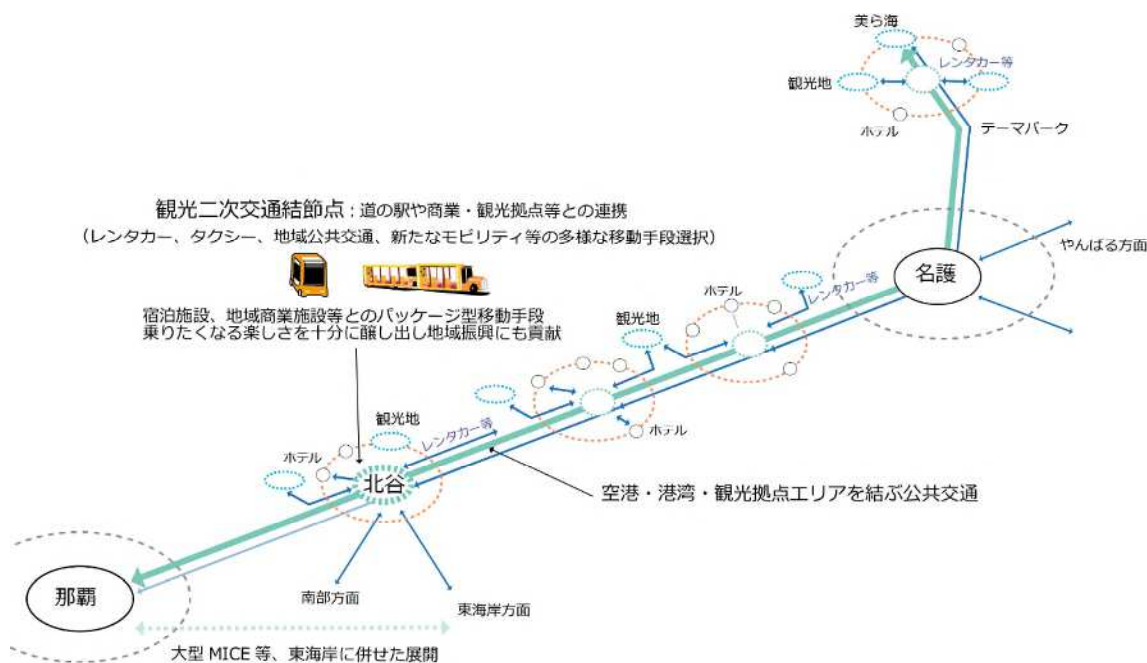 美ら海
レンタカー等
観光地
ホテル
テーマパーク
観光二次交通結節点:道の駅や商業・観光拠点等との連携
(レンタカー、タクシー、地域公共交通、新たなモビリティ等の多様な移動手段選択)
やんばる方面
名護
宿泊施設、地域商業施設等とのパッケージ型移動手段
乗りたくなる楽しさを十分に醸し出し地域振興にも貢献
ホテル
レンタカー等
観光地
観光地
レンタカー等
ホテル
ホテル
北谷
空港・港湾・観光拠点エリアを結ぶ公共交通
那覇
南部方面
東海岸方面
大型 MICE 等、東海岸に併せた展開